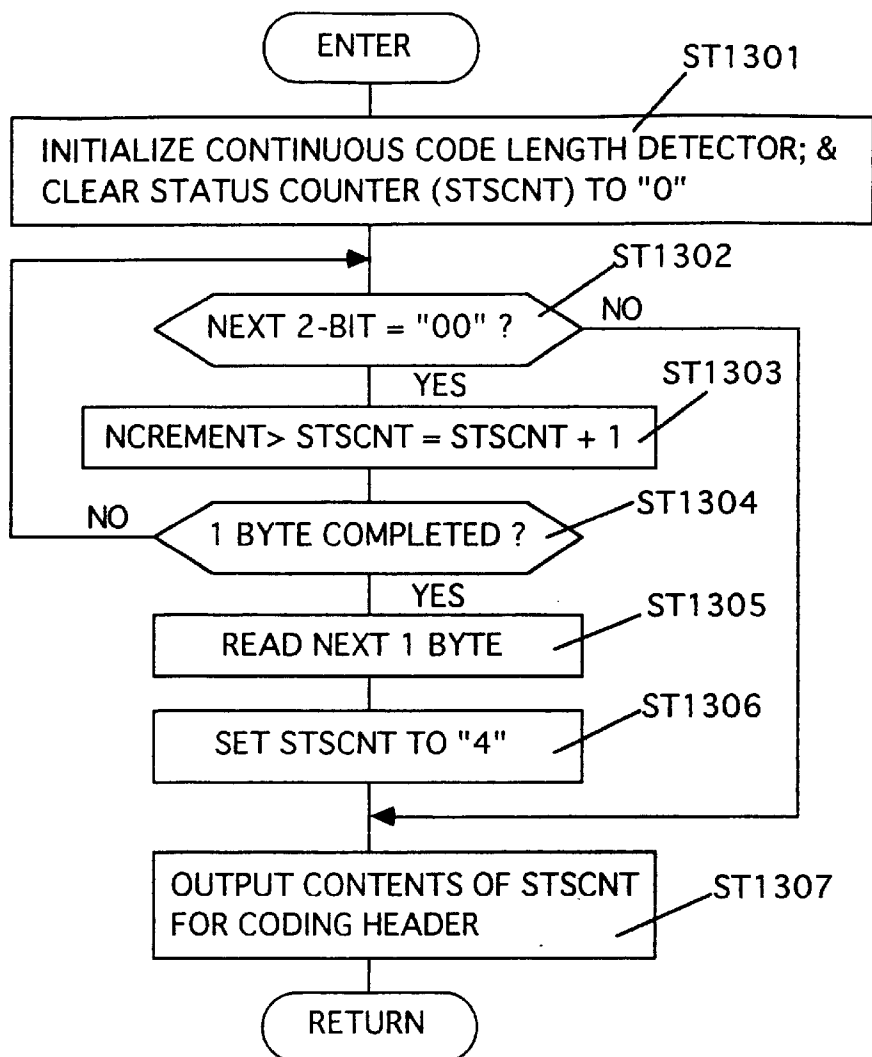 ENTER
ST1301
INITIALIZE CONTINUOUS CODE LENGTH DETECTOR; &
CLEAR STATUS COUNTER (STSCNT) TO "0"
ST1302
NEXT 2-BIT = "00" ?
NO
YES
ST1303
NCREMENT> STSCNT = STSCNT + 1
ST1304
NO
1 BYTE COMPLETED ?
YES
ST1305
READ NEXT 1 BYTE
ST1306
SET STSCNT TO "4"
OUTPUT CONTENTS OF STSCNT
FOR CODING HEADER
ST1307
RETURN